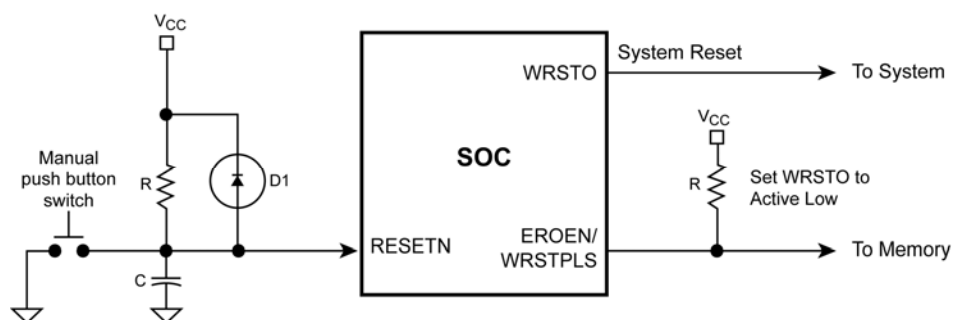 VCC
Manual
push button
switch
R
D1
C
RESETN
SOC
WRSTO
EROEN/
WRSTPLS
System Reset
To System
VCC
R
Set WRSTO to
Active Low
To Memory